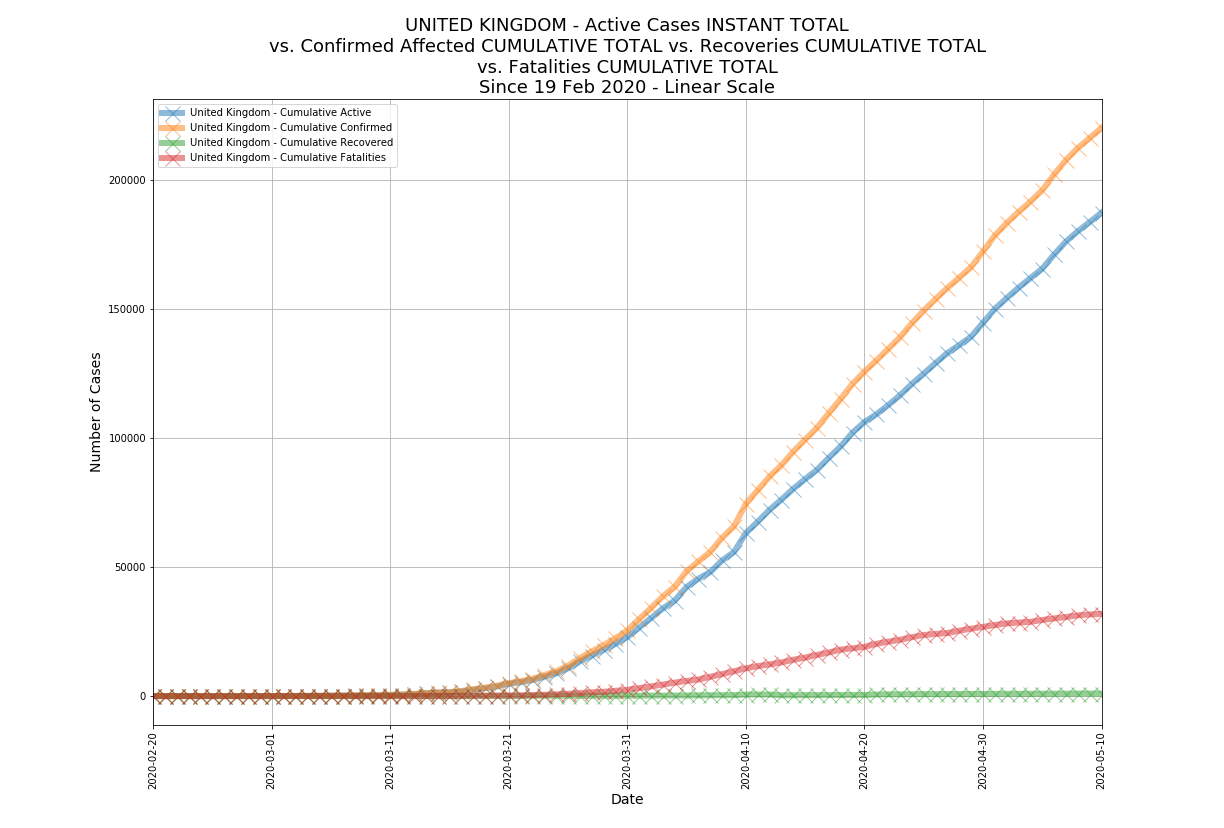 UNITED KINGDOM - Active Cases INSTANT TOTAL
vs. Confirmed Affected CUMULATIVE TOTAL vs. Recoveries CUMULATIVE TOTAL
vs. Fatalities CUMULATIVE TOTAL
Since 19 Feb 2020 - Linear Scale
United Kingdom - Cumulative Active
United Kingdom - Cumulative Confirmed
United Kingdom - Cumulative Recovered
United Kingdom - Cumulative Fatalities
Number of Cases
200000
150000
100000
50000
0
2020-02-20
2020-03-01
2020-03-11
2020-03-21
2020-03-31
2020-04-10
2020-04-20
2020-04-30
2020-05-10
Date